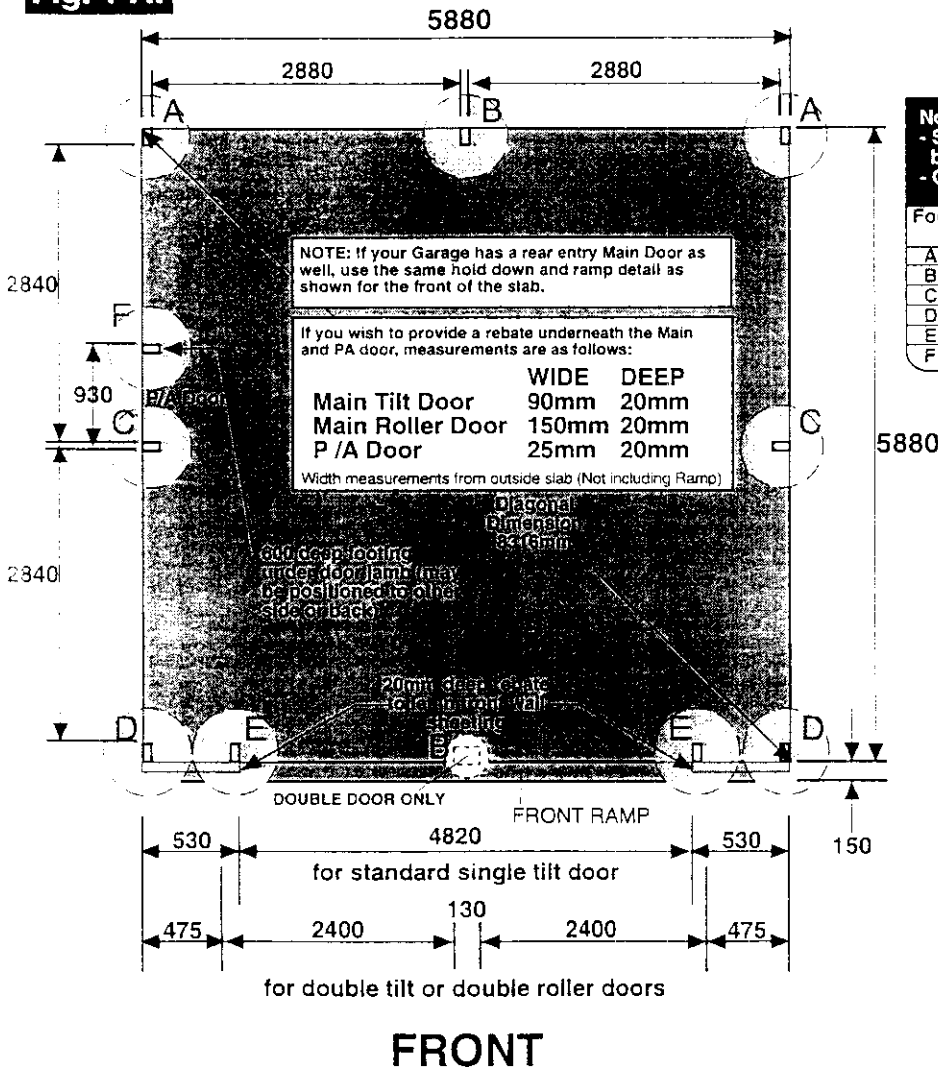 5880
2880 2880
A B A
2840
NOTE: If your Garage has a rear entry Main Door as
well, use the same hold down and ramp detail as
shown for the front of the slab.
F
If you wish to provide a rebate underneath the Main
and PA door, measurements are as follows:
WIDE DEEP
Main Tilt Door 90mm 20mm
Main Roller Door 150mm 20mm
P /A Door 25mm 20mm
Width measurements from outside slab (Not including Ramp)
930
P/A Door
C C
5880
Diagonal
Dimension
8316mm
600 deep footing
under door jamb (may
be positioned to other
side or back)
2840
20mm deep rebate
front wall
sheeting
D E B E D
DOUBLE DOOR ONLY
FRONT RAMP
150
530 4820 530
for standard single tilt door
130
475 2400 2400 475
for double tilt or double roller doors
FRONT
A
B
C
D
E
F